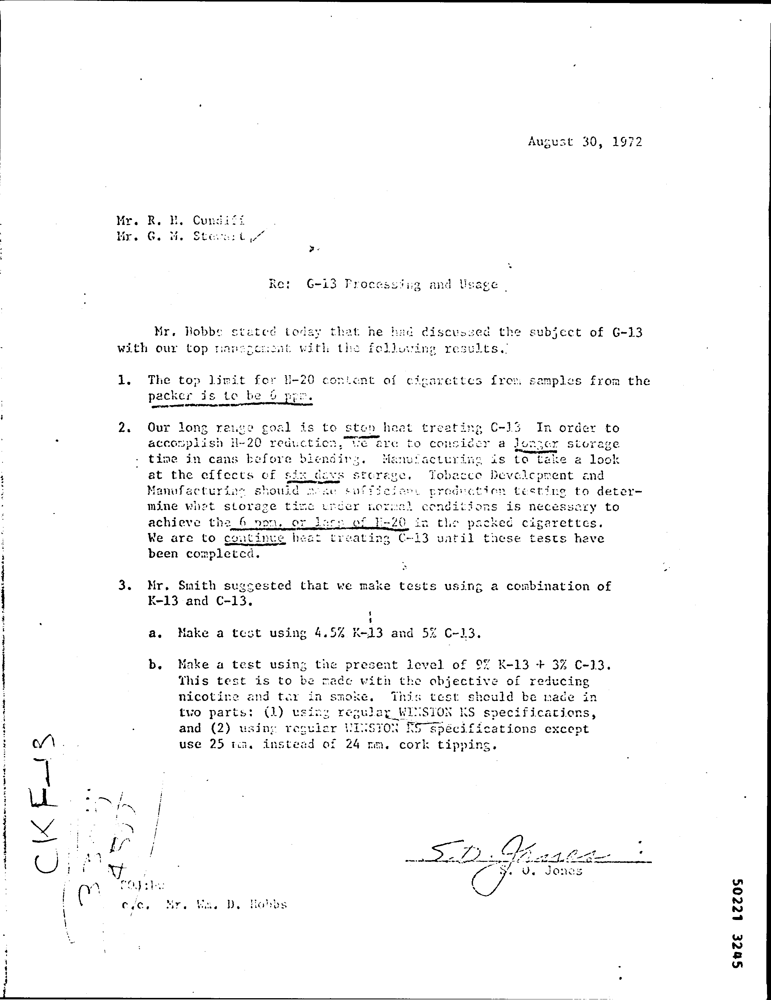 August 30, 1972
Mr. R. H. Cundiff
Mr. G. M. Stewart
Re: G-13 Processing and Usage
Mr. Hobbs stated today that he had discussed the subject of G-13
with our top management with the following results.
1. The top limit for H-20 content of cigarettes from samples from the
packer is to be 6 ppm.
2. Our long range goal is to stop heat treating C-13 In order to
accomplish H-20 reduction, we are to consider a longer storage
time in cans before blending. Manufacturing is to take a look
at the effects of six days storage. Tobacco Development and
Manufacturing should make sufficient production testing to deter-
mine what storage time under normal conditions is necessary to
achieve the 6 ppm. or less of H-20 in the packed cigarettes.
We are to continue heat treating C-13 until these tests have
been completed.
3. Mr. Smith suggested that we make tests using a combination of
K-13 and C-13.
a. Make a test using 4.5% K-13 and 5% C-13.
b. Make a test using the present level of 9% K-13 + 3% C-13.
This test is to be made with the objective of reducing
nicotine and tar in smoke. This test should be made in
two parts: (1) using regular WINSTON KS specifications,
and (2) using regular WINSTON KS specifications except
use 25 mm. instead of 24 mm. cork tipping.
S. O. Jones
c.c. Mr. Wm. D. Hobbs
50221 3245